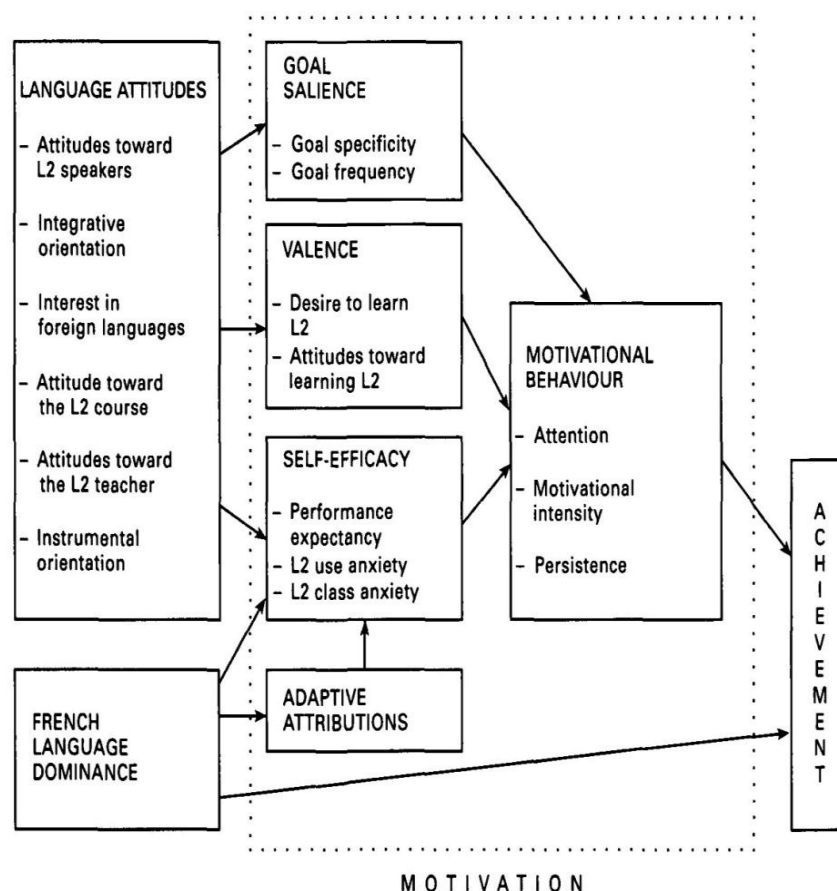 LANGUAGE ATTITUDES
– Attitudes toward
L2 speakers
– Integrative
orientation
– Interest in
foreign languages
– Attitude toward
the L2 course
– Attitudes toward
the L2 teacher
– Instrumental
orientation
FRENCH
LANGUAGE
DOMINANCE
GOAL
SALIENCE
– Goal specificity
– Goal frequency
VALENCE
– Desire to learn
L2
– Attitudes toward
learning L2
SELF-EFFICACY
– Performance
expectancy
– L2 use anxiety
– L2 class anxiety
ADAPTIVE
ATTRIBUTIONS
MOTIVATIONAL
BEHAVIOUR
– Attention
– Motivational
intensity
– Persistence
ACHIEVEMENT
MOTIVATION